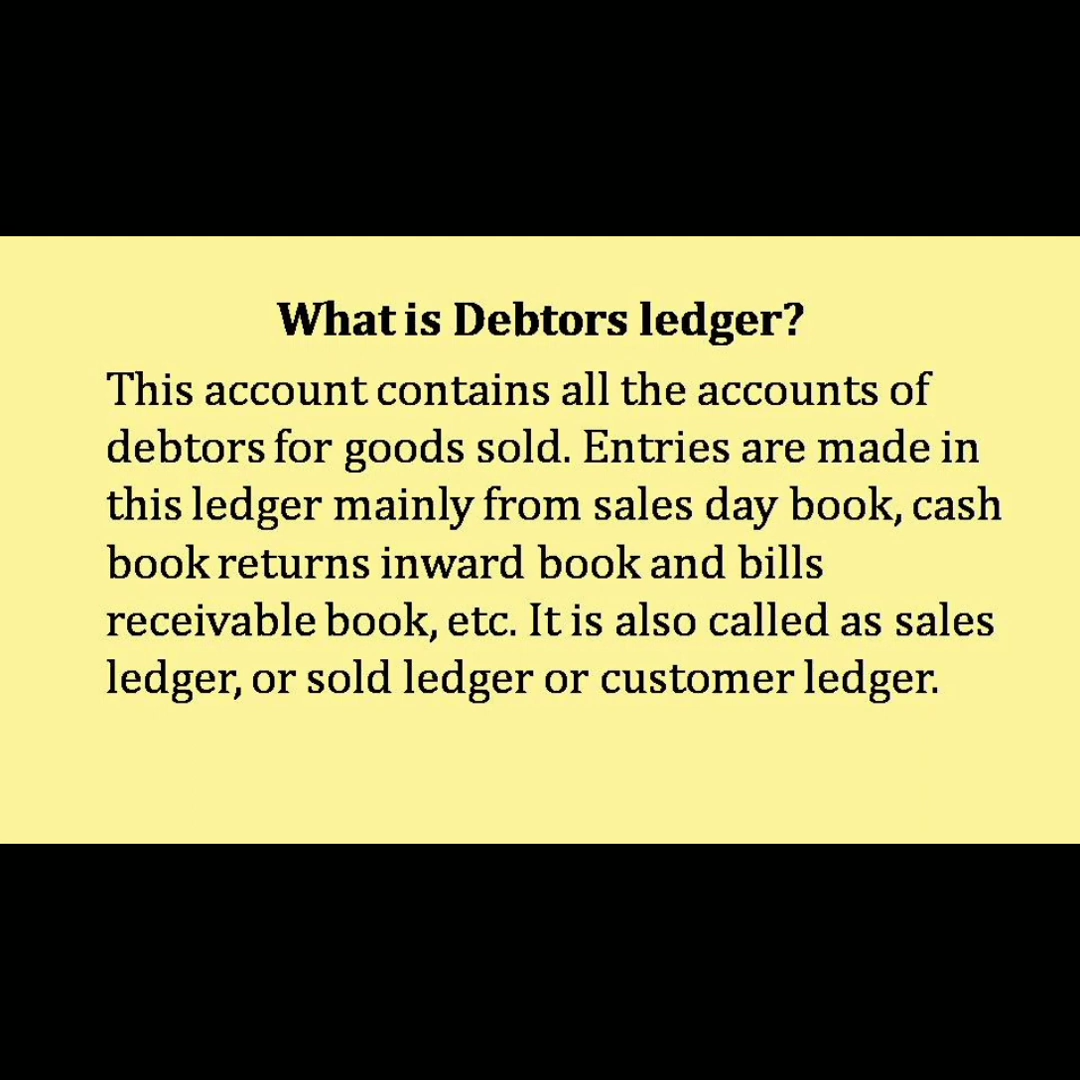 What is Debtors ledger?
This account contains all the accounts of
debtors for goods sold. Entries are made in
this ledger mainly from sales day book, cash
book returns inward book and bills
receivable book, etc. It is also called as sales
ledger, or sold ledger or customer ledger.